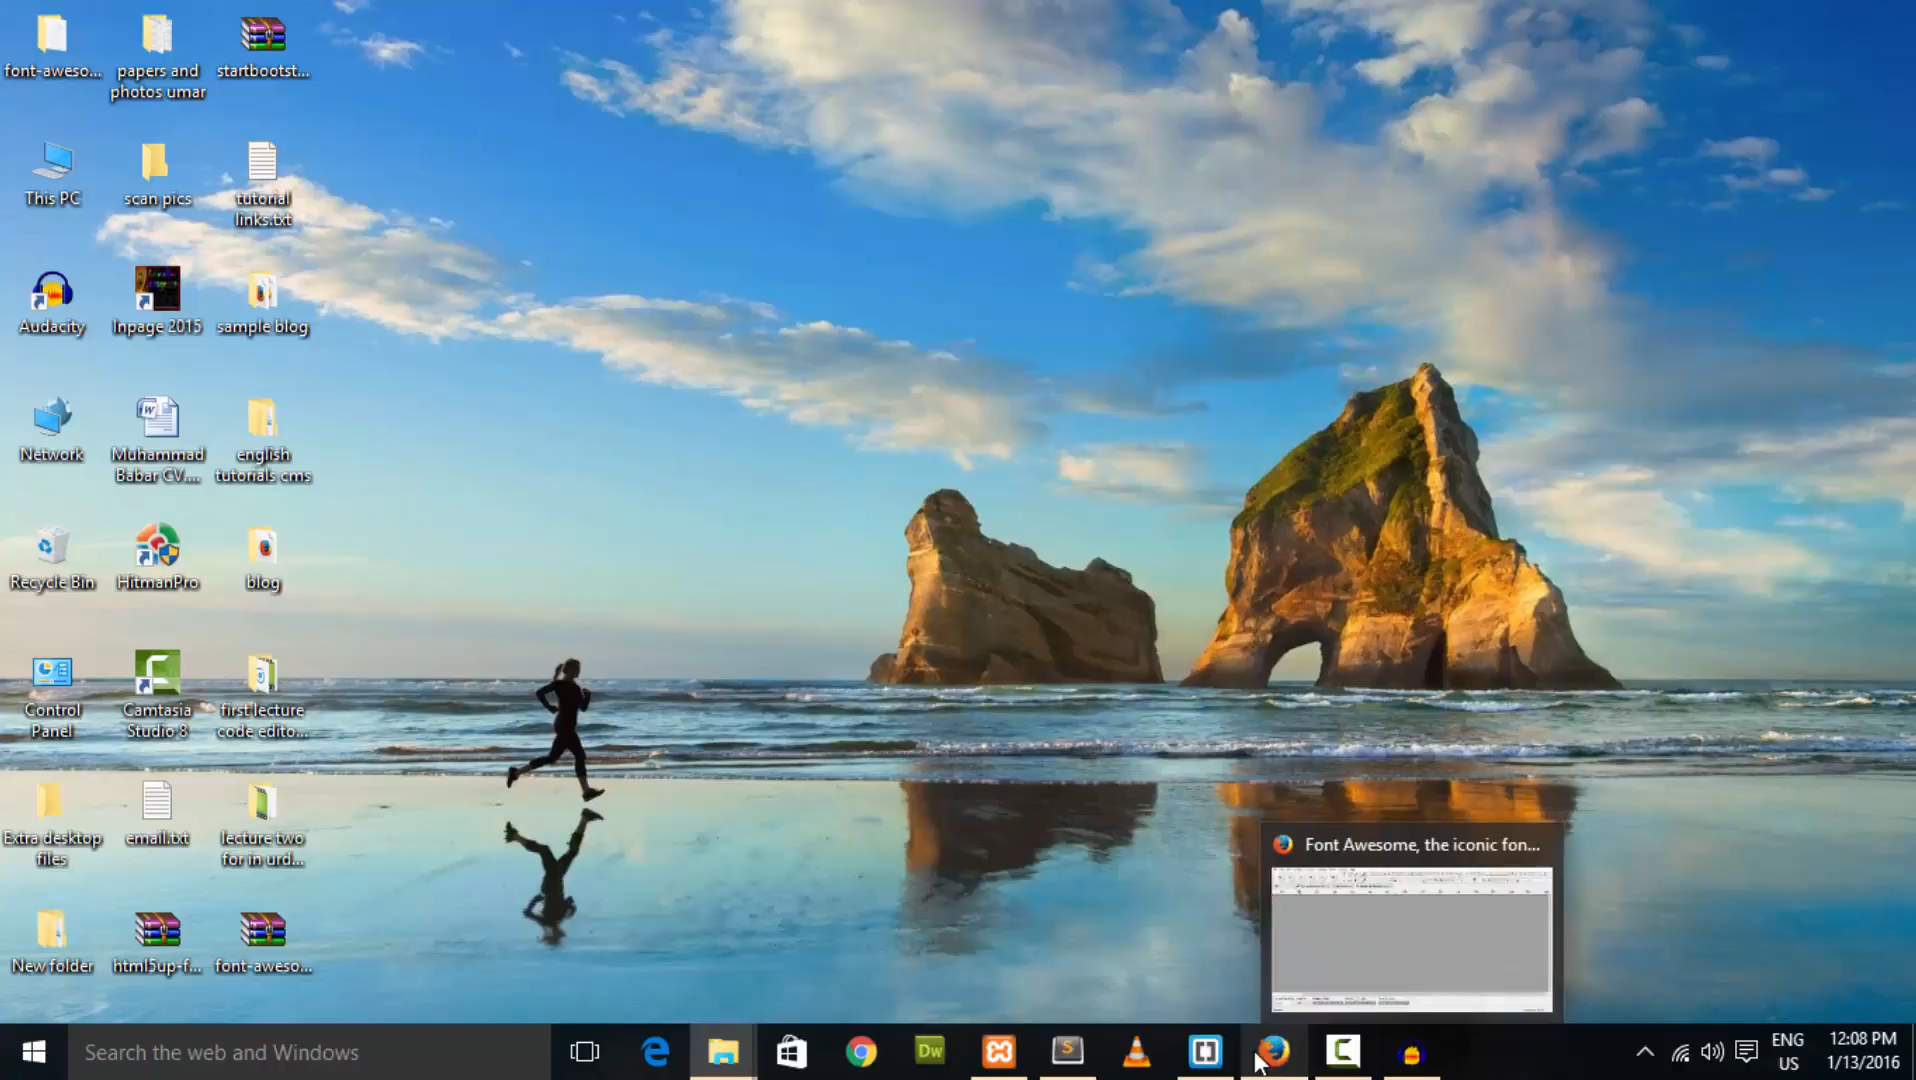 font-aweso...
papers and
photos umar
startbootst...
This PC
scan pics
tutorial
links.txt
Audacity
Inpage 2015
sample blog
Network
Muhammad
Babar CV....
english
tutorials cms
Recycle Bin
HitmanPro
blog
Control
Panel
Camtasia
Studio 8
first lecture
code edito...
Extra desktop
files
email.txt
lecture two
for in urd...
New folder
html5up-f...
font-aweso...
Font Awesome, the iconic fon...
Search the web and Windows
Dw
S
ENG
US
12:08 PM
1/13/2016